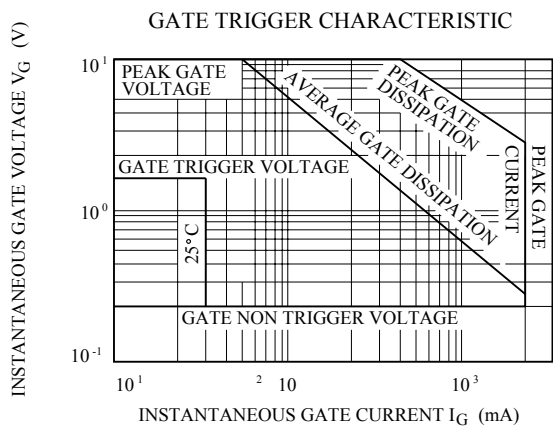 GATE TRIGGER CHARACTERISTIC
INSTANTANEOUS GATE VOLTAGE VG (V)
10 1
PEAK GATE
VOLTAGE
AVERAGE GATE DISSIPATION
PEAK GATE
DISSIPATION
GATE TRIGGER VOLTAGE
PEAK GATE
CURRENT
10 0
25°C
GATE NON TRIGGER VOLTAGE
10 -1
10 1
2 10
10 3
INSTANTANEOUS GATE CURRENT IG (mA)